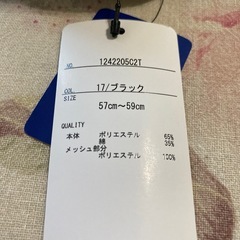 NO. 1242205C2T
COL. 17/ブラック
SIZE 57cm～59cm
QUALITY
本体 ポリエステル 65%
綿 35%
メッシュ部分
ポリエステル 100%